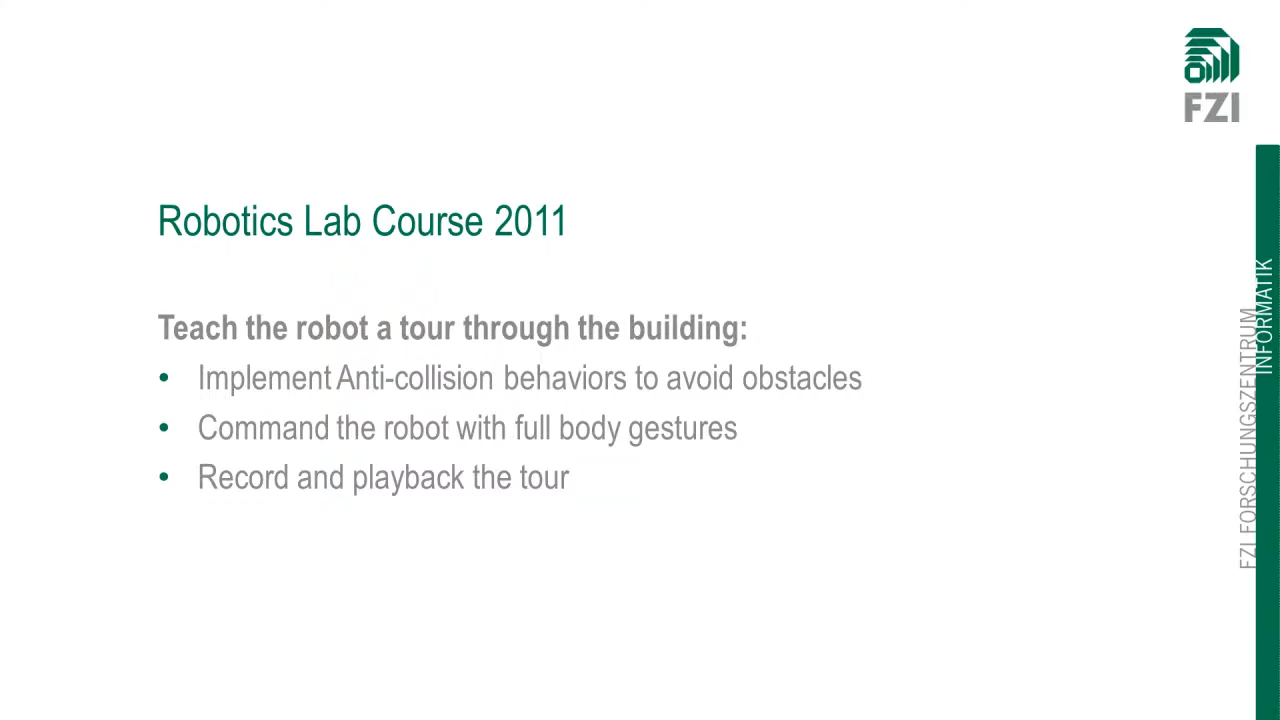 FZI
Robotics Lab Course 2011
Teach the robot a tour through the building:
• Implement Anti-collision behaviors to avoid obstacles
• Command the robot with full body gestures
• Record and playback the tour
FZI FORSCHUNGSZENTRUM
INFORMATIK